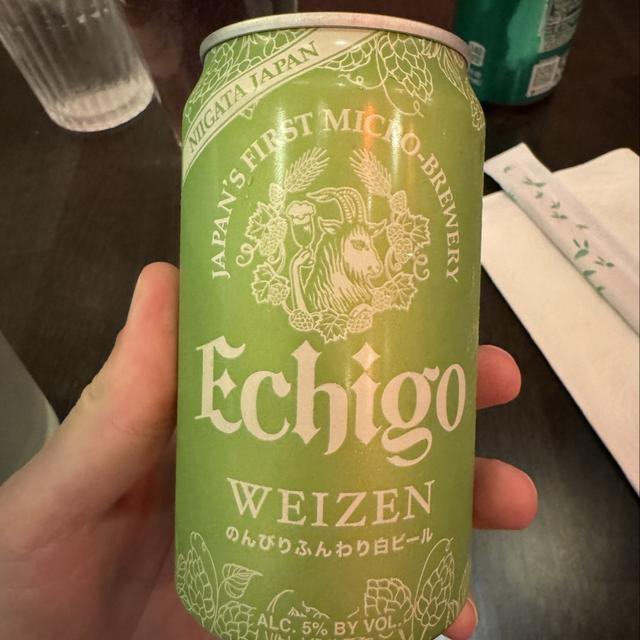 NIIGATA JAPAN
JAPAN'S FIRST MICRO-BREWERY
Echigo
WEIZEN
のんびりふんわり白ビール
ALC. 5% BY VOL.